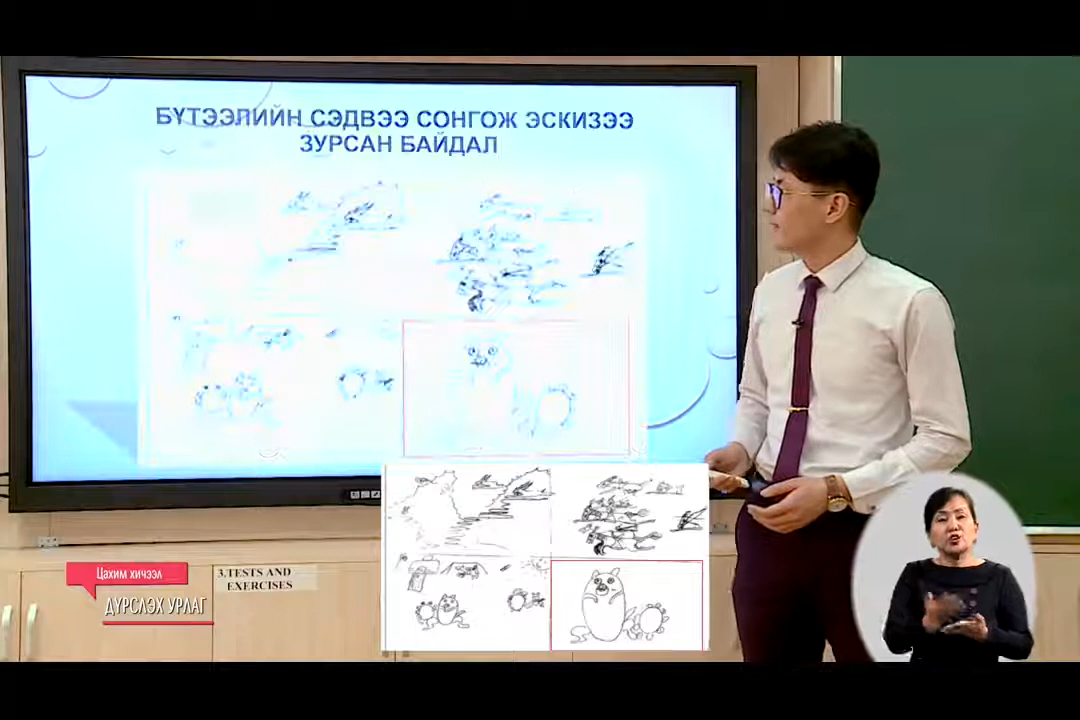 БҮТЭЭЛИЙН СЭДВЭЭ СОНГОЖ ЭСКИЗЭЭ
ЗУРСАН БАЙДАЛ
Цахим хичээл
ДҮРСЛЭХ УРЛАГ
3.TESTS AND
EXERCISES